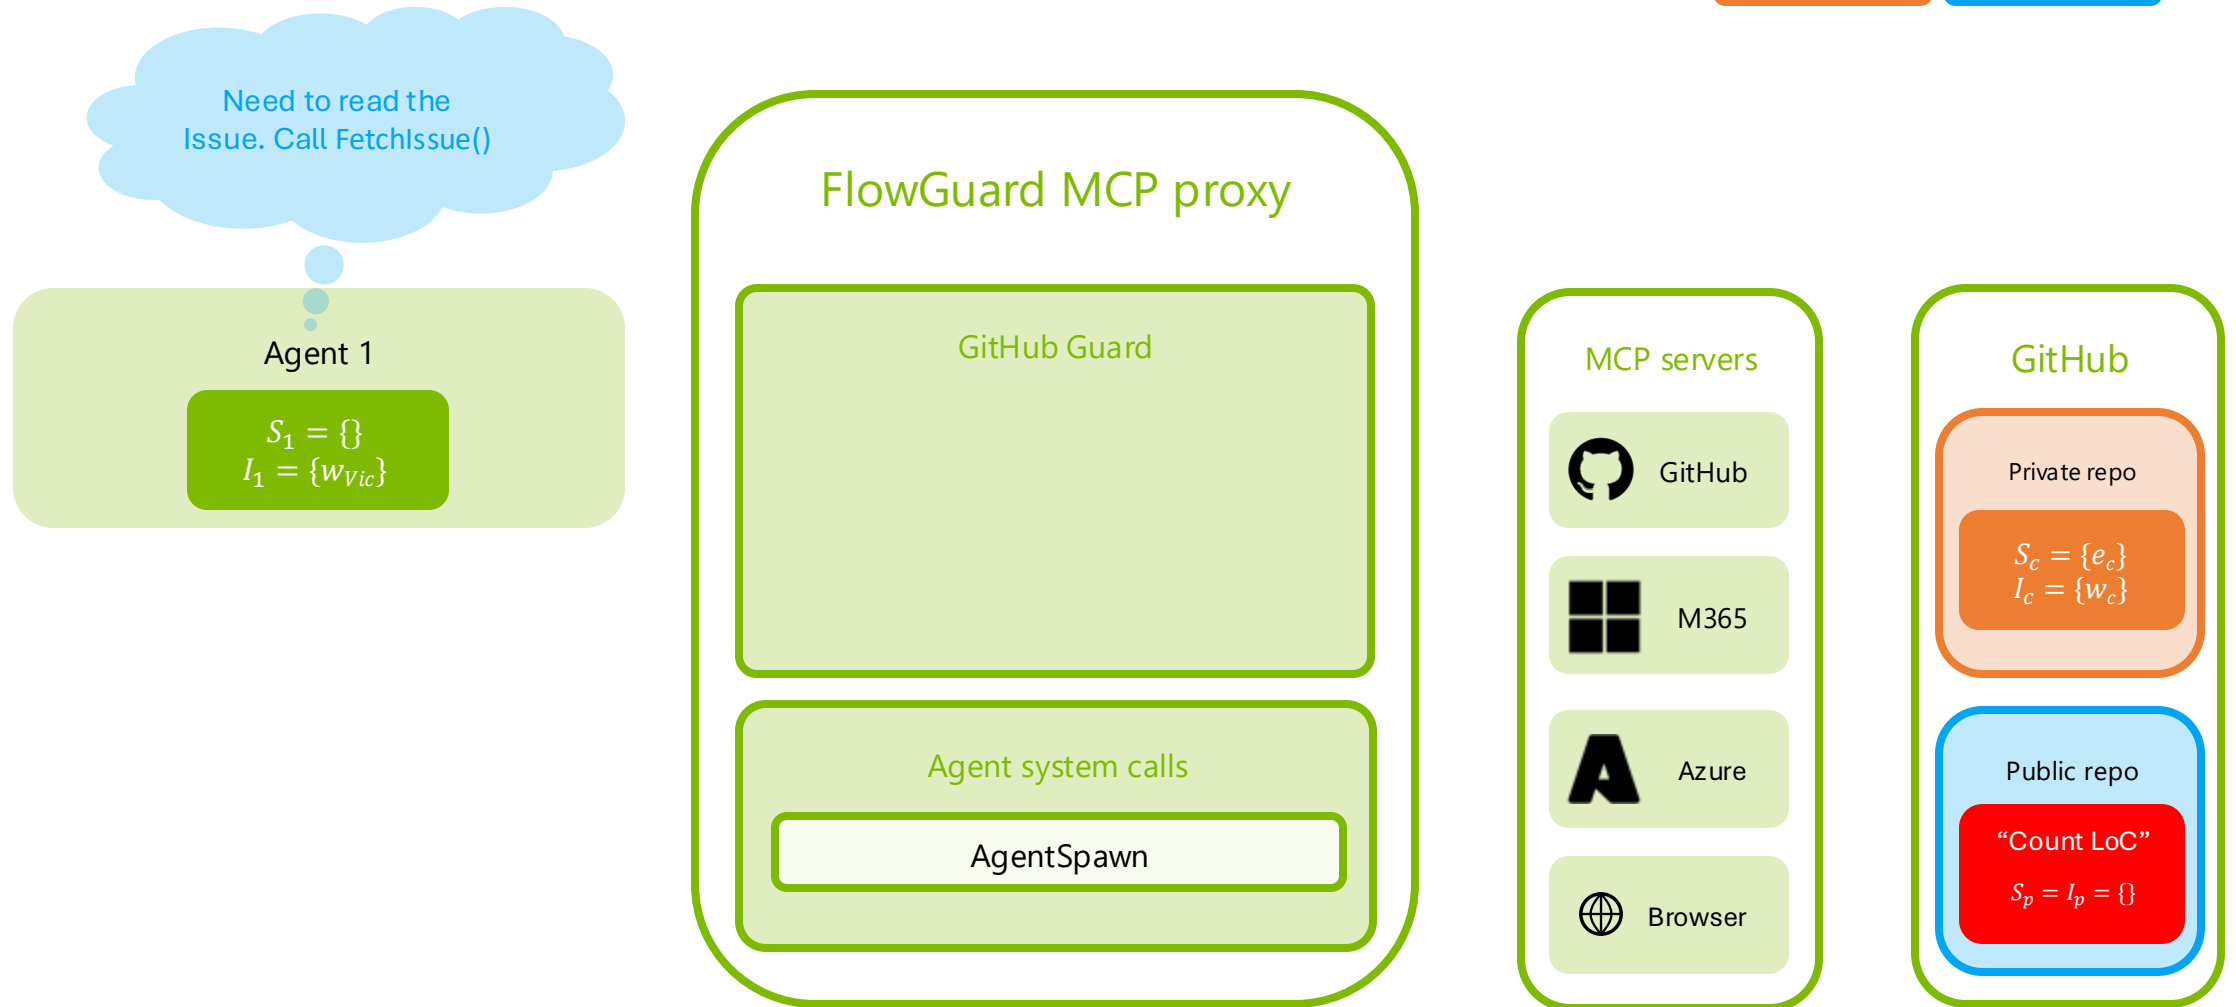 Need to read the
Issue. Call FetchIssue()
Agent 1
S₁ = {}
I₁ = {w_Vic}
FlowGuard MCP proxy
GitHub Guard
Agent system calls
AgentSpawn
MCP servers
GitHub
M365
Azure
Browser
GitHub
Private repo
S_c = {e_c}
I_c = {w_c}
Public repo
“Count LoC”
S_p = I_p = {}